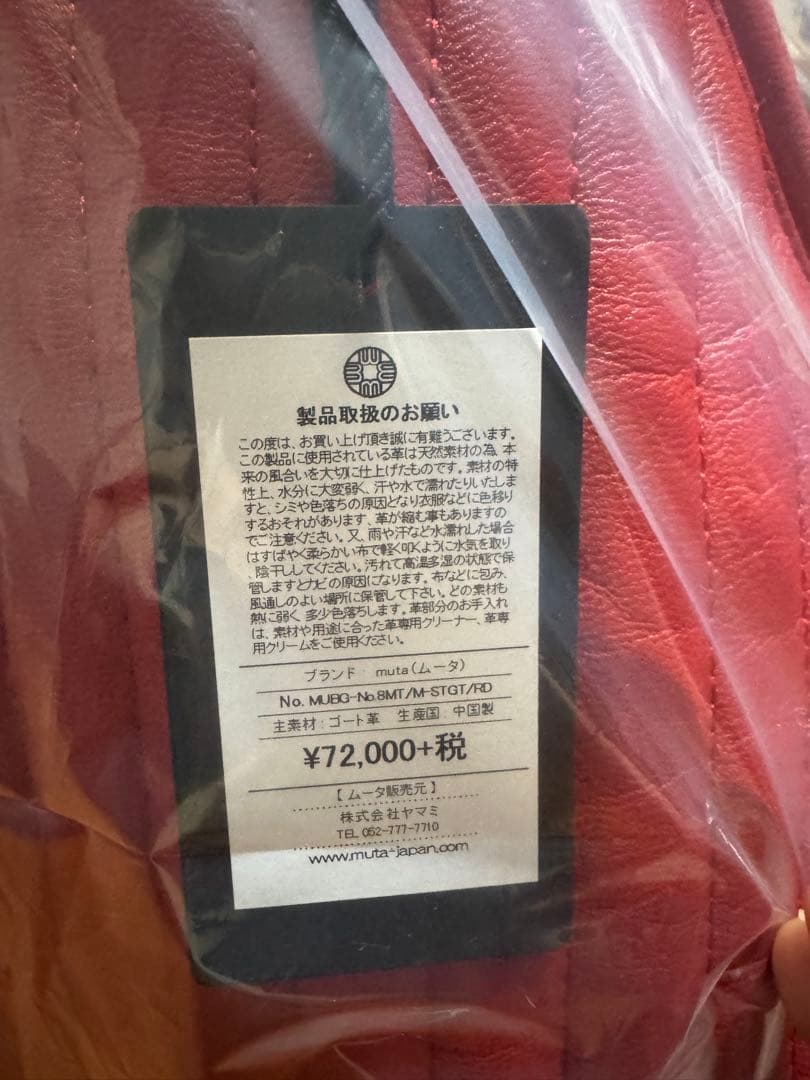 製品取扱のお願い
この度は、お買い上げ頂き誠に有難うございます。
この製品に使用されている革は天然素材の為、本
来の風合いを大切に仕上げたものです。素材の特
性上、水分に大変弱く、汗や水で濡れたりいたしま
すと、シミや色落ちの原因となり衣服などに色移り
するおそれがあります、革が縮む事もありますの
でご注意ください。又、雨や汗など水濡れした場合
はすばやく柔らかい布で軽く叩くように水気を取り
、陰干ししてください。汚れて高温多湿の状態で保
管しますとカビの原因になります。布などに包み、
風通しのよい場所に保管して下さい。どの素材も
熱に弱く、多少色落ちします。革部分のお手入れ
は、素材や用途に合った革専用クリーナー、革専
用クリームをご使用ください。
ブランド muta(ムータ)
No. MUBG-No.8MT/M-STGT/RD
主素材:ゴート革 生産国 中国製
¥72,000+税
【ムータ販売元】
株式会社ヤマミ
TEL 052-777-7710
www.muta-japan.com